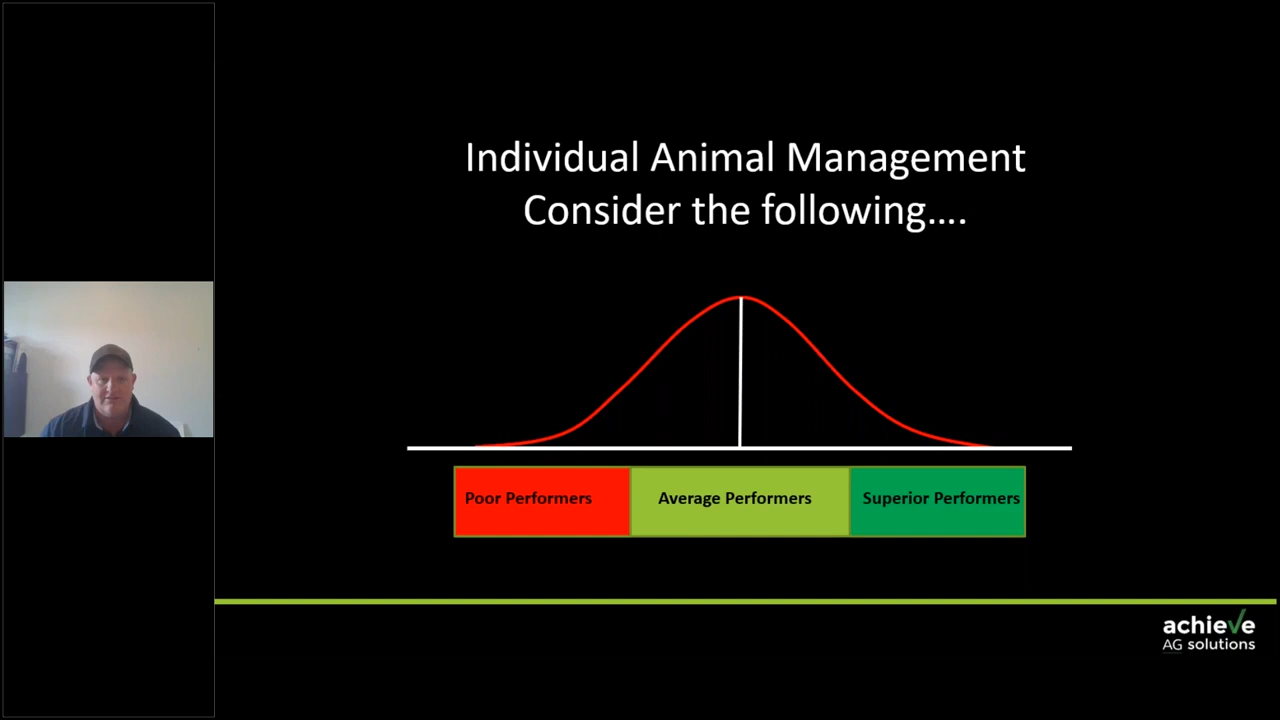 Individual Animal Management
Consider the following....
Poor Performers
Average Performers
Superior Performers
achieve
AG solutions